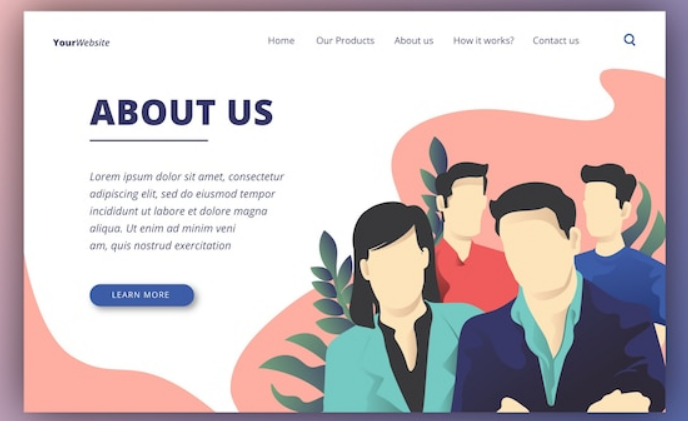 YourWebsite
Home Our Products About us How it works? Contact us
ABOUT US
Lorem ipsum dolor sit amet, consectetur
adipiscing elit, sed do eiusmod tempor
incididunt ut labore et dolore magna
aliqua. Ut enim ad minim veni
am, quis nostrud exercitation
LEARN MORE